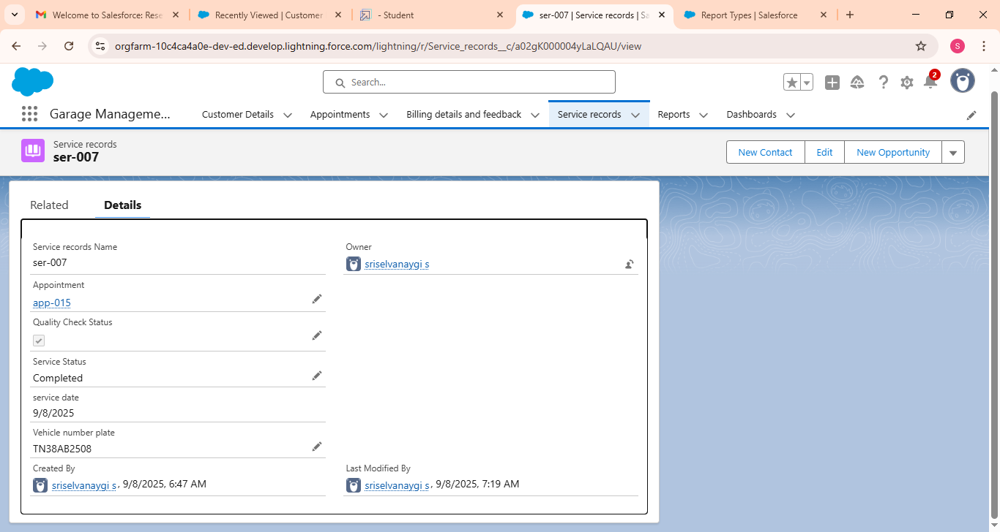 Welcome to Salesforce: Rese
Recently Viewed | Customer
- Student
ser-007 | Service records | Sa
Report Types | Salesforce
orgfarm-10c4ca4a0e-dev-ed.develop.lightning.force.com/lightning/r/Service_records__c/a02gK000004yLaLQAU/view
S
Search...
2
Garage Manageme...
Customer Details
Appointments
Billing details and feedback
Service records
Reports
Dashboards
Service records
ser-007
New Contact
Edit
New Opportunity
Related
Details
Service records Name
ser-007
Owner
sriselvanaygi s
Appointment
app-015
Quality Check Status
Service Status
Completed
service date
9/8/2025
Vehicle number plate
TN38AB2508
Created By
sriselvanaygi s, 9/8/2025, 6:47 AM
Last Modified By
sriselvanaygi s, 9/8/2025, 7:19 AM